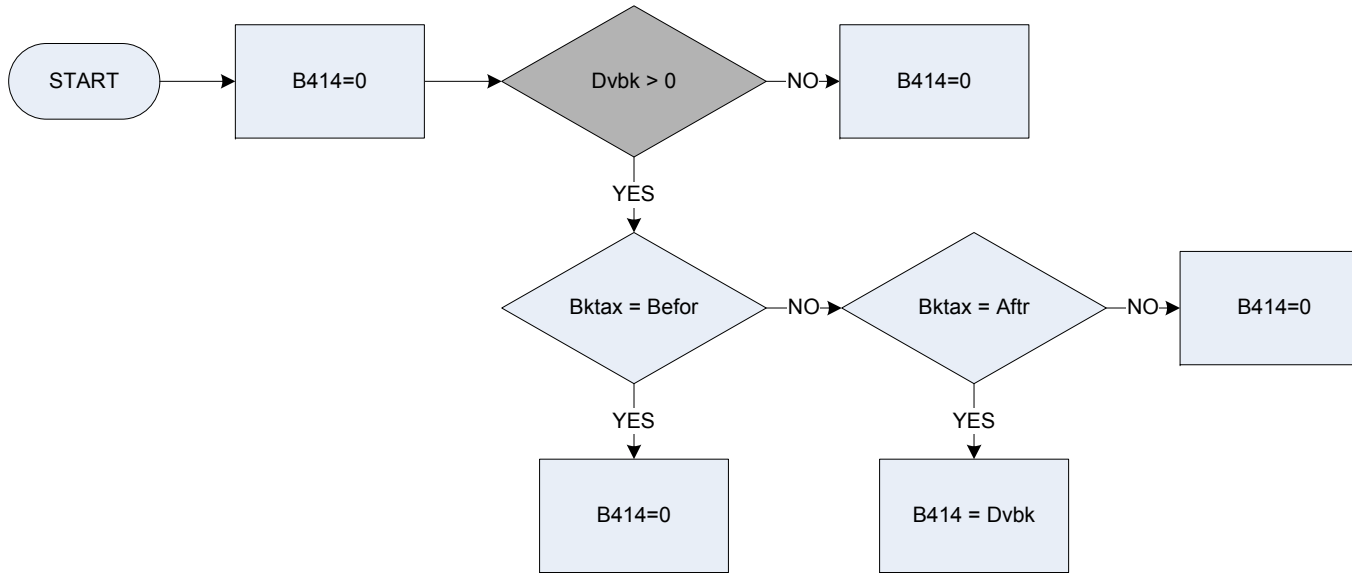 START
B414=0
Dvbk > 0
NO
B414=0
YES
Bktax = Befor
NO
Bktax = Aftr
NO
B414=0
YES
YES
B414=0
B414 = Dvbk